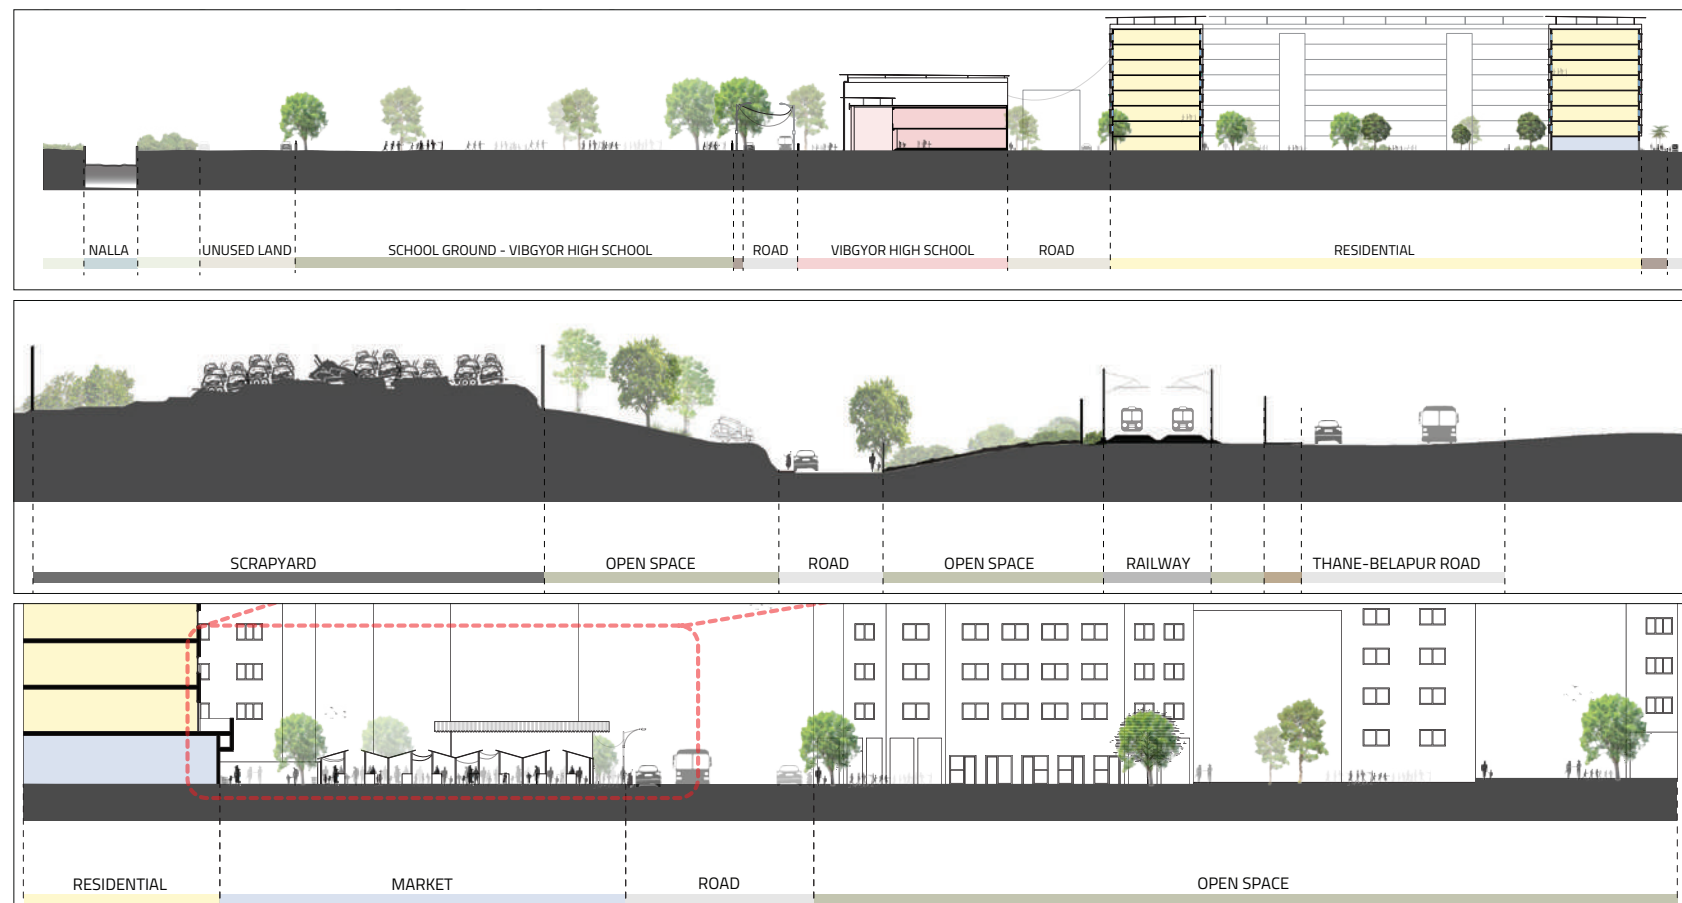 NALLA
UNUSED LAND
SCHOOL GROUND - VIBGYOR HIGH SCHOOL
ROAD
VIBGYOR HIGH SCHOOL
ROAD
RESIDENTIAL
SCRAPYARD
OPEN SPACE
ROAD
OPEN SPACE
RAILWAY
THANE-BELAPUR ROAD
RESIDENTIAL
MARKET
ROAD
OPEN SPACE